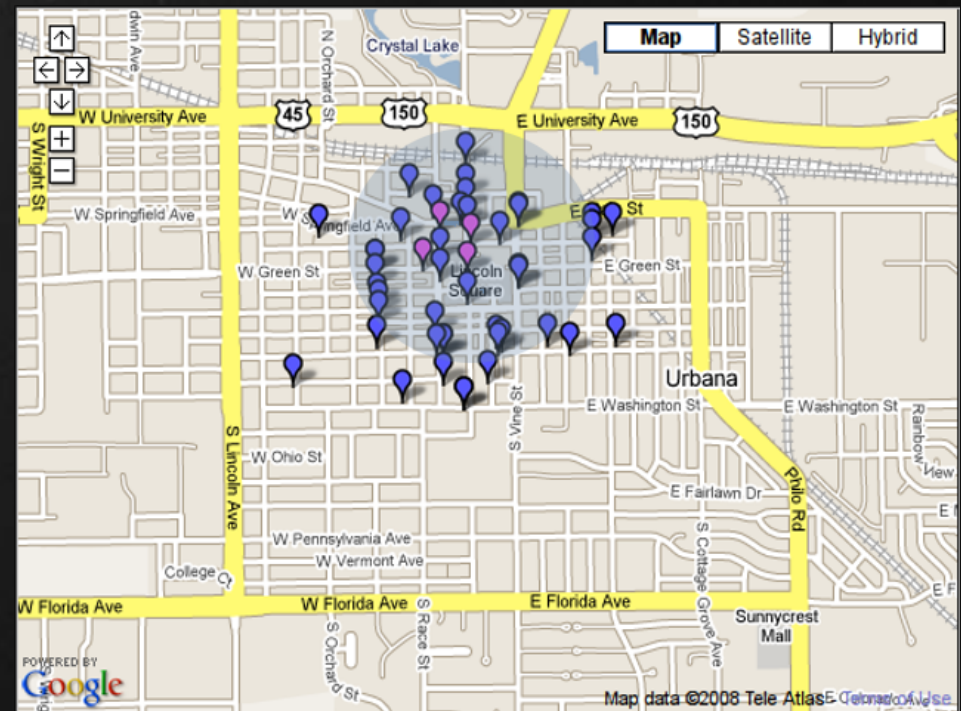 dwin Ave
N Orchard St
Crystal Lake
Map
Satellite
Hybrid
45
150
W University Ave
E University Ave
150
S Wright St
W Springfield Ave
W Springfield Ave
E
St
W Green St
E Green St
Lincoln
Square
Urbana
E Washington St
E Washington St
S Vine St
S Lincoln Ave
W Ohio St
Rainbow
View
Philo Rd
E Fairlawn Dr
W Pennsylvania Ave
W Vermont Ave
S Cottage Grove Ave
College Ct
W Florida Ave
W Florida Ave
E Florida Ave
E F
S Race St
S Orchard St
Sunnycrest
Mall
POWERED BY
Google
Map data ©2008 Tele Atlas - Terms of Use